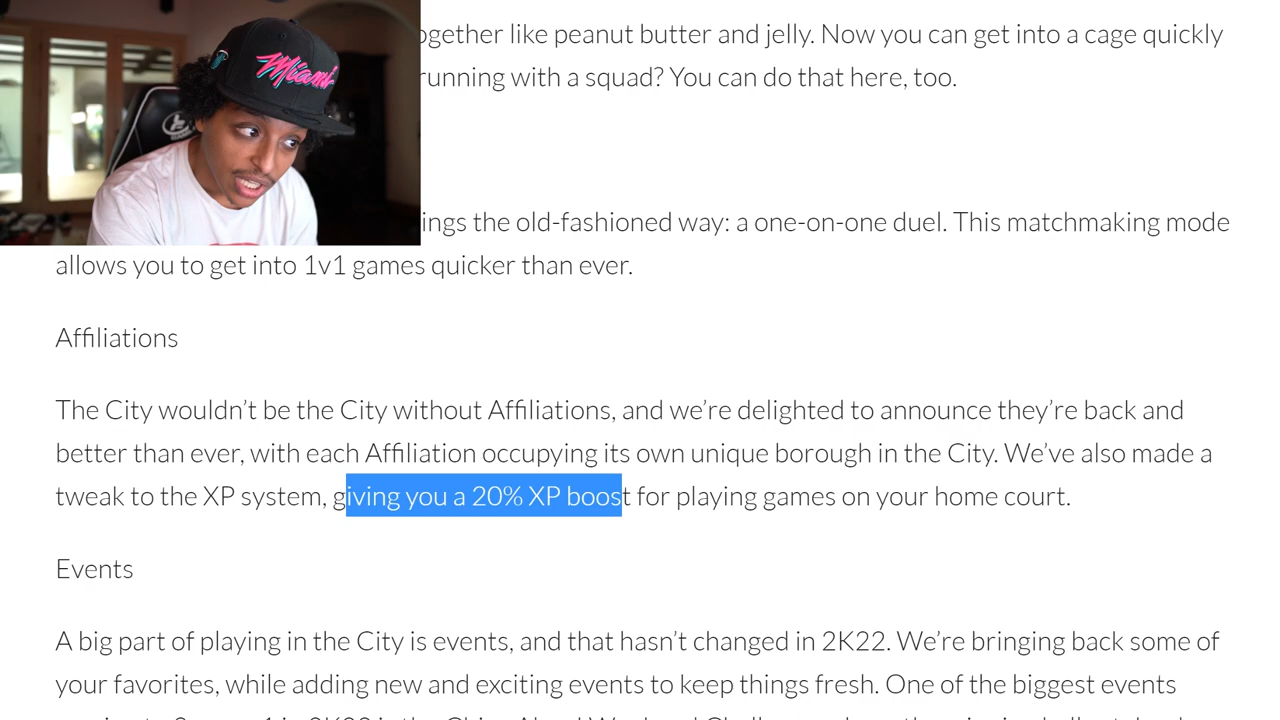 Miami
ogether like peanut butter and jelly. Now you can get into a cage quickly
running with a squad? You can do that here, too.
ings the old-fashioned way: a one-on-one duel. This matchmaking mode
allows you to get into 1v1 games quicker than ever.
Affiliations
The City wouldn’t be the City without Affiliations, and we’re delighted to announce they’re back and
better than ever, with each Affiliation occupying its own unique borough in the City. We’ve also made a
tweak to the XP system, giving you a 20% XP boost for playing games on your home court.
Events
A big part of playing in the City is events, and that hasn’t changed in 2K22. We’re bringing back some of
your favorites, while adding new and exciting events to keep things fresh. One of the biggest events